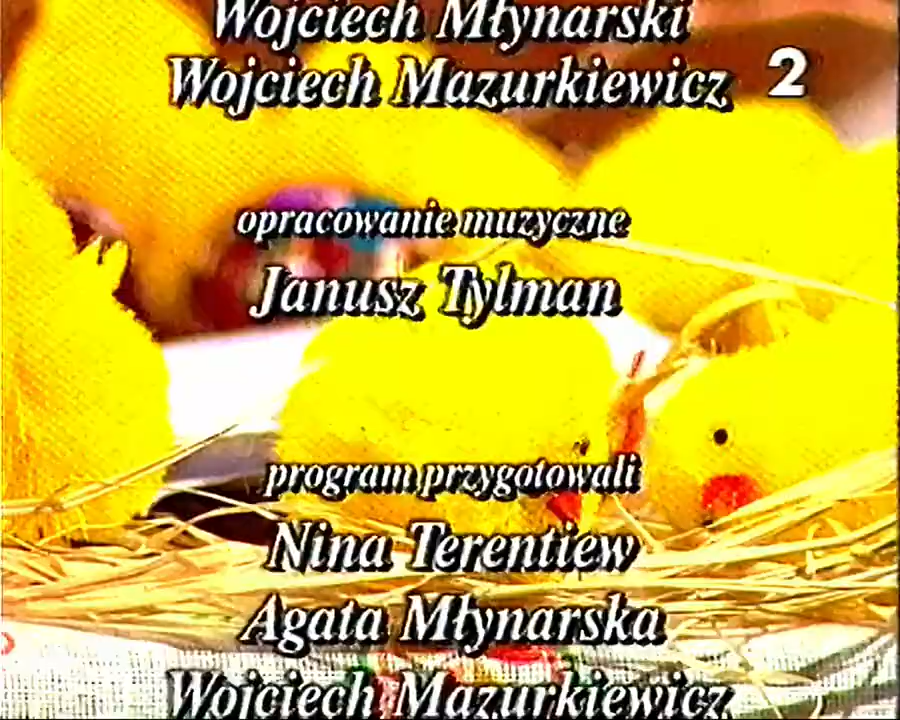 Wojciech Młynarski
Wojciech Mazurkiewicz
2
opracowanie muzyczne
Janusz Tylman
program przygotowali
Nina Terentiew
Agata Młynarska
Wojciech Mazurkiewicz